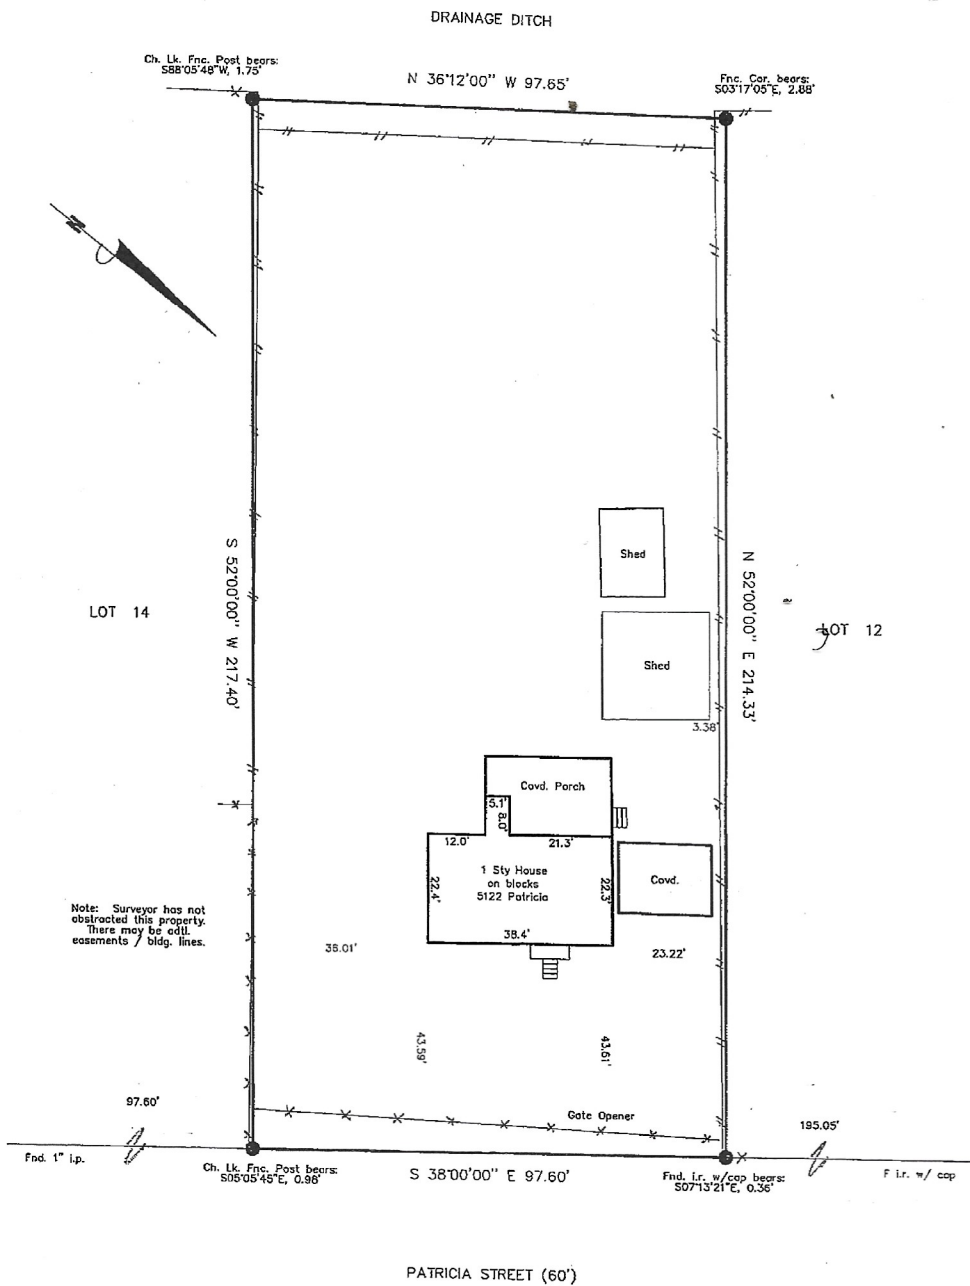 DRAINAGE DITCH
Ch. Lk. Fnc. Post bears:
S88°05'48"W, 1.75'
N 36°12'00" W 97.65'
Fnc. Cor. bears:
S03°17'05"E, 2.88'
N
Shed
LOT 14
S 52°00'00" W 217.40'
N 52°00'00" E 214.33'
LOT 12
Shed
3.38'
Covd. Porch
5.1'
8.0'
12.0'
21.3'
1 Sty House
on blocks
5122 Patricia
22.4'
22.3'
Covd.
38.4'
Note: Surveyor has not
abstracted this property.
There may be adtl.
easements / bldg. lines.
36.01'
23.22'
43.59'
43.61'
97.60'
Gate Opener
195.05'
Fnd. 1" i.p.
Ch. Lk. Fnc. Post bears:
S05°05'45"E, 0.98'
S 38°00'00" E 97.60'
Fnd. i.r. w/cap bears:
S07°13'21"E, 0.36'
F i.r. w/ cap
PATRICIA STREET (60')